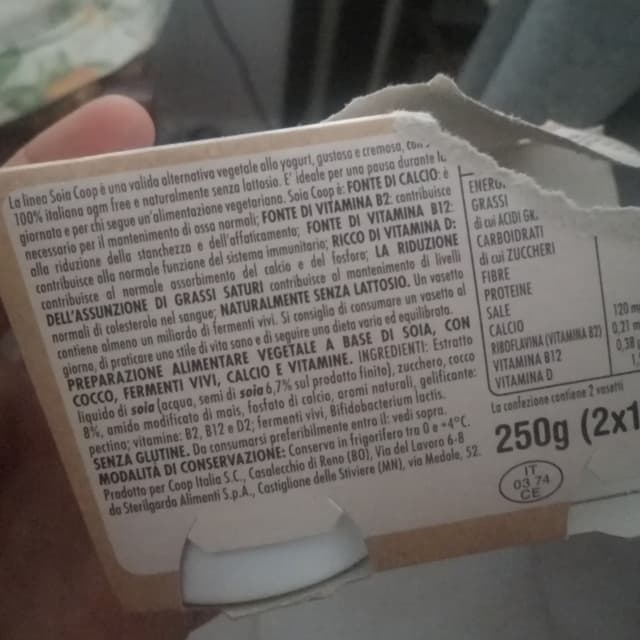 La linea Soia Coop è una valida alternativa vegetale allo yogurt, gustosa e cremosa, con
100% italiana ogm free e naturalmente senza lattosio. E' ideale per una pausa durante la
giornata e per chi segue un'alimentazione vegetariana. Soia Coop è: FONTE DI CALCIO: è
necessario per il mantenimento di ossa normali; FONTE DI VITAMINA B2: contribuisce
alla riduzione della stanchezza e dell'affaticamento; FONTE DI VITAMINA B12:
contribuisce alla normale funzione del sistema immunitario; RICCO DI VITAMINA D:
contribuisce al normale assorbimento del calcio e del fosforo; LA RIDUZIONE
DELL'ASSUNZIONE DI GRASSI SATURI contribuisce al mantenimento di livelli
normali di colesterolo nel sangue; NATURALMENTE SENZA LATTOSIO. Un vasetto
contiene almeno un miliardo di fermenti vivi. Si consiglia di consumare un vasetto al
giorno, di praticare uno stile di vita sano e di seguire una dieta varia ed equilibrata.
PREPARAZIONE ALIMENTARE VEGETALE A BASE DI SOIA, CON
COCCO, FERMENTI VIVI, CALCIO E VITAMINE. INGREDIENTI: Estratto
liquido di soia (acqua, semi di soia 6,7% sul prodotto finito), zucchero, cocco
8%, amido modificato di mais, fosfato di calcio, aromi naturali, gelificante:
pectina; vitamine: B2, B12 e D2; fermenti vivi, Bifidobacterium lactis.
SENZA GLUTINE. Da consumarsi preferibilmente entro il: vedi sopra.
MODALITÀ DI CONSERVAZIONE: Conserva in frigorifero tra 0 e +4°C.
Prodotto per Coop Italia S.C., Casalecchio di Reno (BO), Via del Lavoro 6-8
da Sterilgarda Alimenti S.p.A., Castiglione delle Stiviere (MN), via Medole, 52.
GRASSI
di cui ACIDI GR
CARBOIDRATI
di cui ZUCCHERI
FIBRE
PROTEINE
SALE
CALCIO 120 m
RIBOFLAVINA (VITAMINA B2) 0,21 m
VITAMINA B12 0,38
VITAMINA D
La confezione contiene 2 vasetti
250g (2x1
IT
03 74
CE